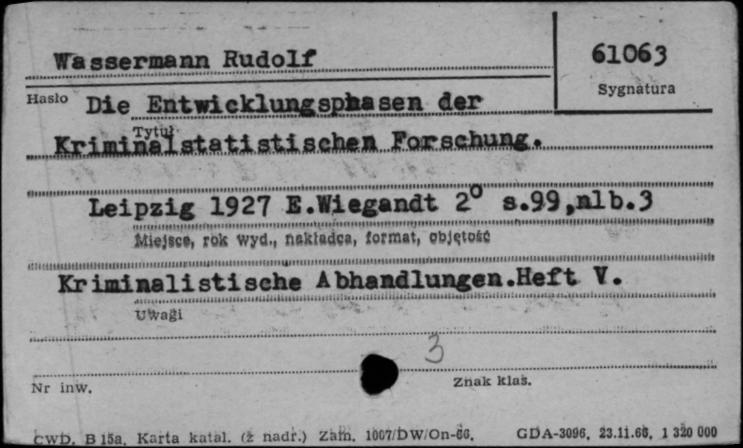 Wassermann Rudolf
61063
Sygnatura
Hasło
Die Entwicklungsphasen der
Tytuł
Kriminalstatistischen Forschung.
Leipzig 1927 E.Wiegandt 2° s.99,nlb.3
Miejsce, rok wyd., nakładca, format, objętość
Kriminalistische Abhandlungen.Heft V.
Uwagi
3
Nr inw.
Znak klas.
CWD. B 15a. Karta katal. (z nadr.) Zam. 1007/DW/On-66. GDA-3096, 23.11.66, 1 320 000